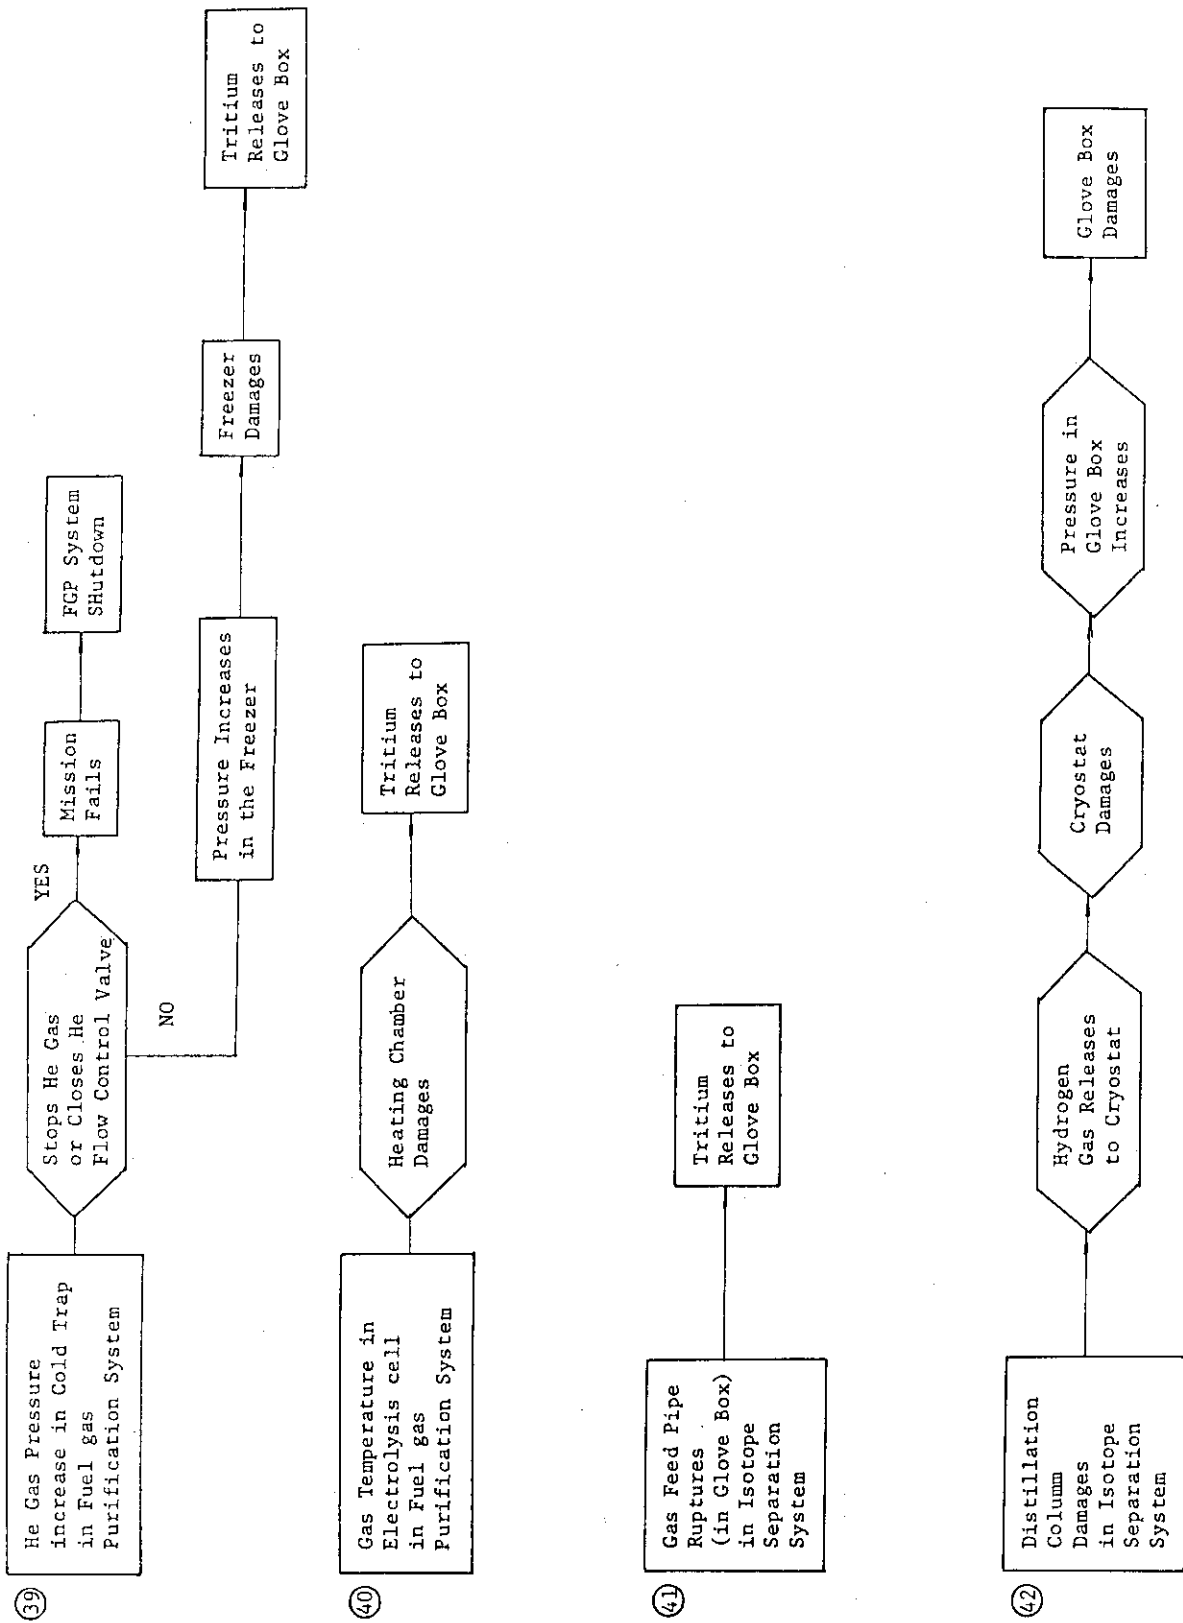 39
He Gas Pressure
increase in Cold Trap
in Fuel gas
Purification System
Stops He Gas
or Closes He
Flow Control Valve
YES
Mission
Fails
FGP System
SHutdown
NO
Pressure Increases
in the Freezer
Freezer
Damages
Tritium
Releases to
Glove Box
40
Gas Temperature in
Electrolysis cell
in Fuel gas
Purification System
Heating Chamber
Damages
Tritium
Releases to
Glove Box
41
Gas Feed Pipe
Ruptures
(in Glove Box)
in Isotope
Separation
System
Tritium
Releases to
Glove Box
42
Distillation
Column
Damages
in Isotope
Separation
System
Hydrogen
Gas Releases
to Cryostat
Cryostat
Damages
Pressure in
Glove Box
Increases
Glove Box
Damages